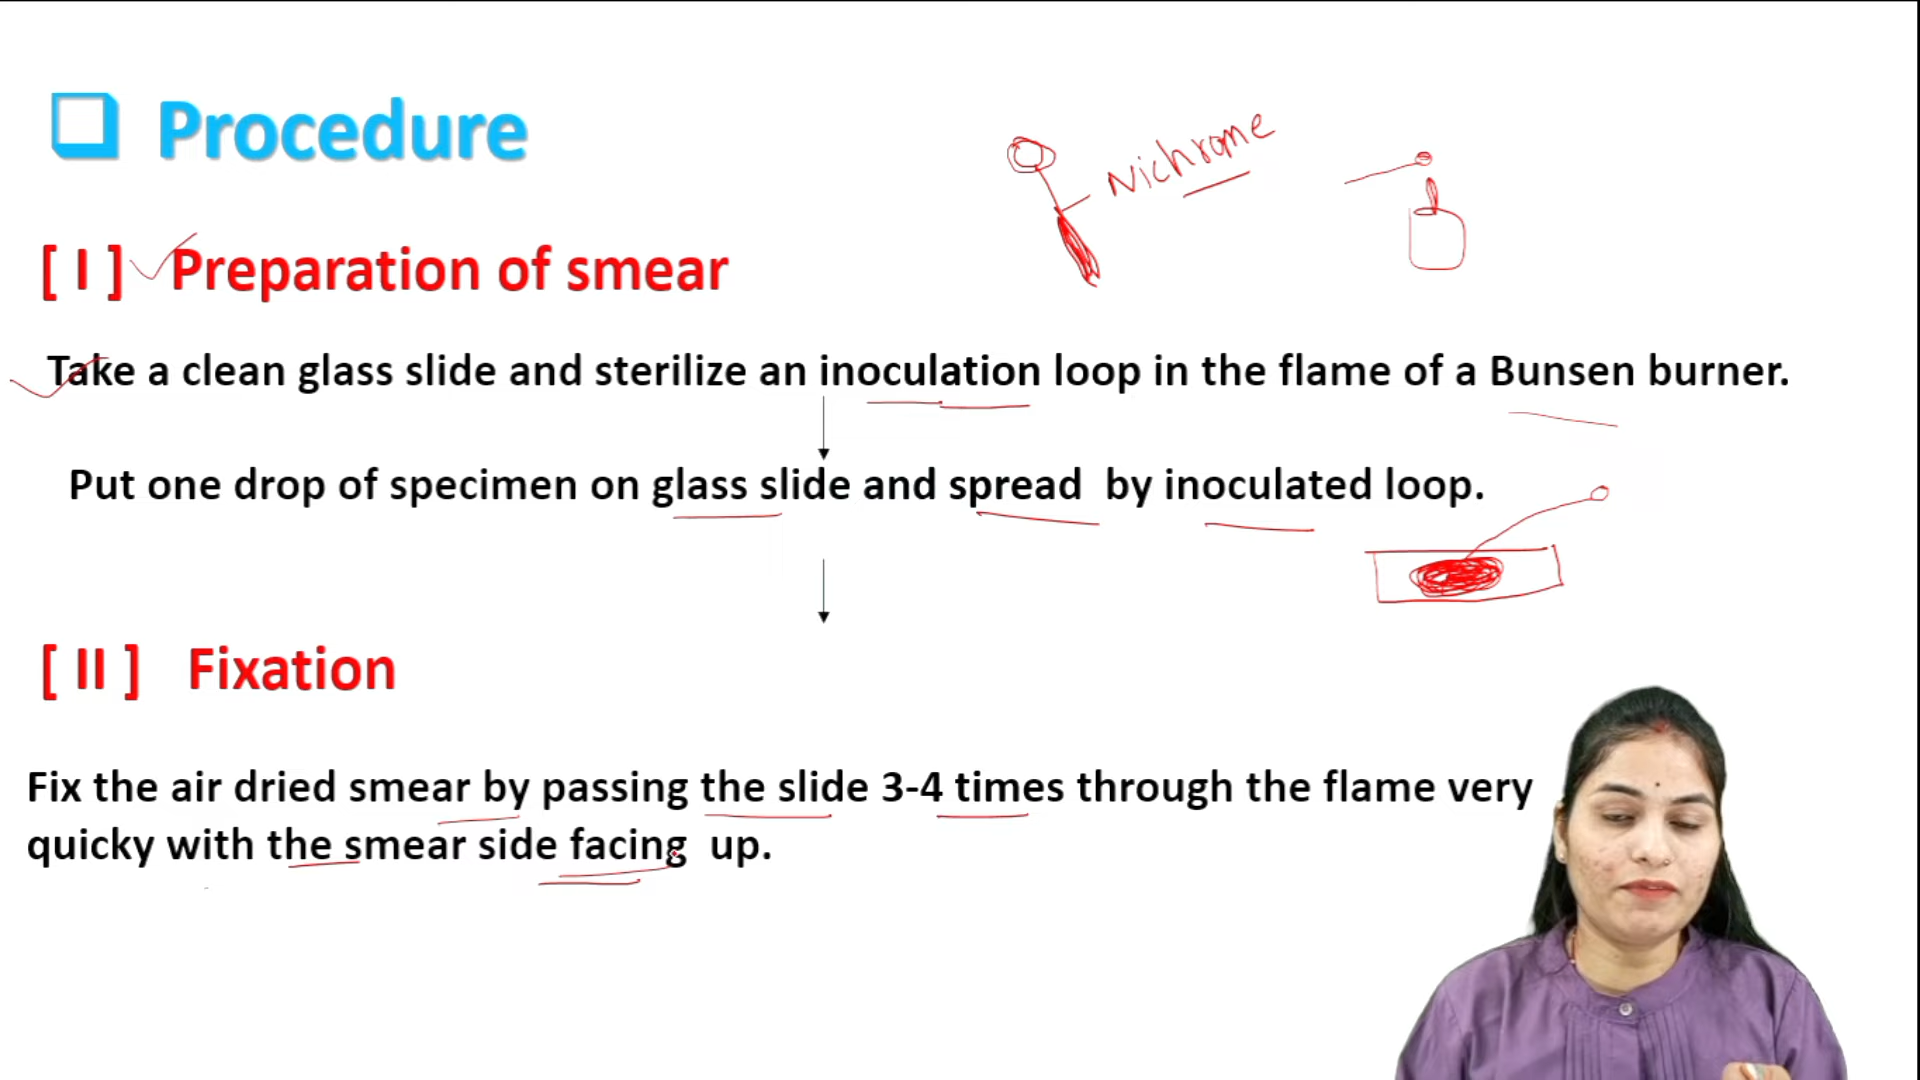 Procedure
Nichrome
[ I ] Preparation of smear
Take a clean glass slide and sterilize an inoculation loop in the flame of a Bunsen burner.
Put one drop of specimen on glass slide and spread by inoculated loop.
[ II ] Fixation
Fix the air dried smear by passing the slide 3-4 times through the flame very
quicky with the smear side facing up.